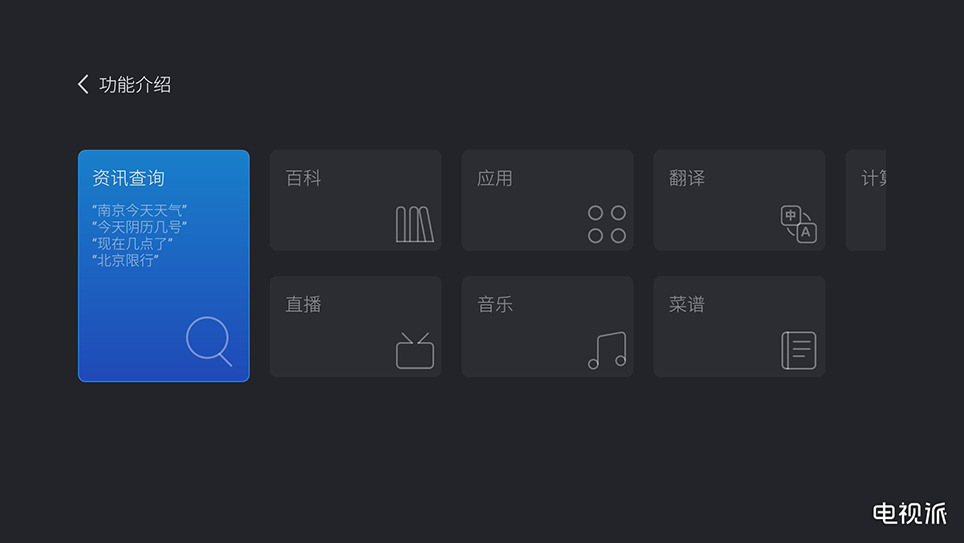 功能介绍
资讯查询
“南京今天天气”
“今天阴历几号”
“现在几点了”
“北京限行”
百科
应用
翻译
中
A
计算
直播
音乐
菜谱
电视派